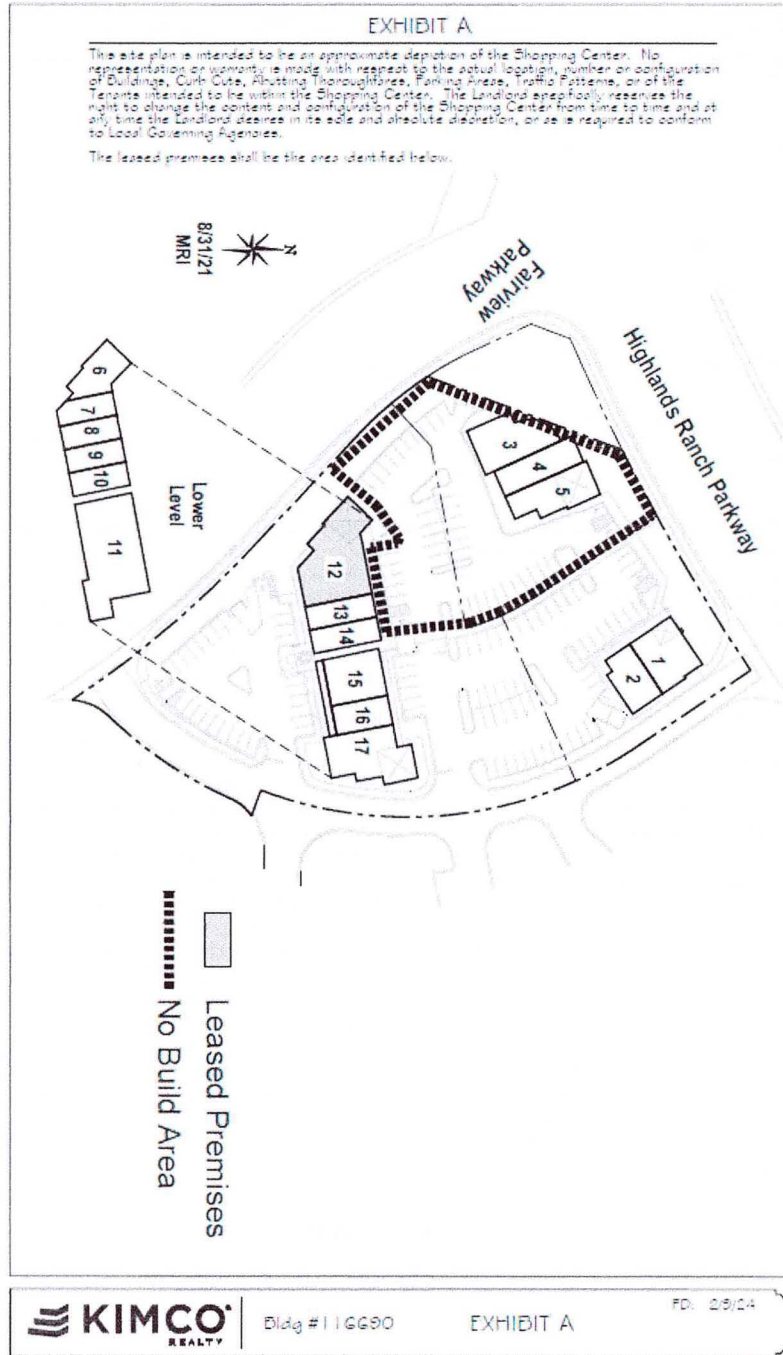 EXHIBIT A
This site plan is intended to be an approximate depiction of the Shopping Center. No
representation or warranty is made with respect to the actual location, number or configuration
of Buildings, Curb Cuts, Abutting Thoroughfares, Parking Areas, Traffic Patterns, or of the
Tenants intended to be within the Shopping Center. The Landlord specifically reserves the
right to change the content and configuration of the Shopping Center from time to time and at
any time the Landlord desires in its sole and absolute discretion, or as is required to conform
to Local Governing Agencies.
The leased premises shall be the area identified below.
N
8/31/21
MRI
Fairview
Parkway
Highlands Ranch Parkway
6
7
8
9
10
11
Lower
Level
3
4
5
12
13
14
15
16
17
1
2
Leased Premises
No Build Area
KIMCO
REALTY
Bldg #116690
EXHIBIT A
PD: 2/9/24